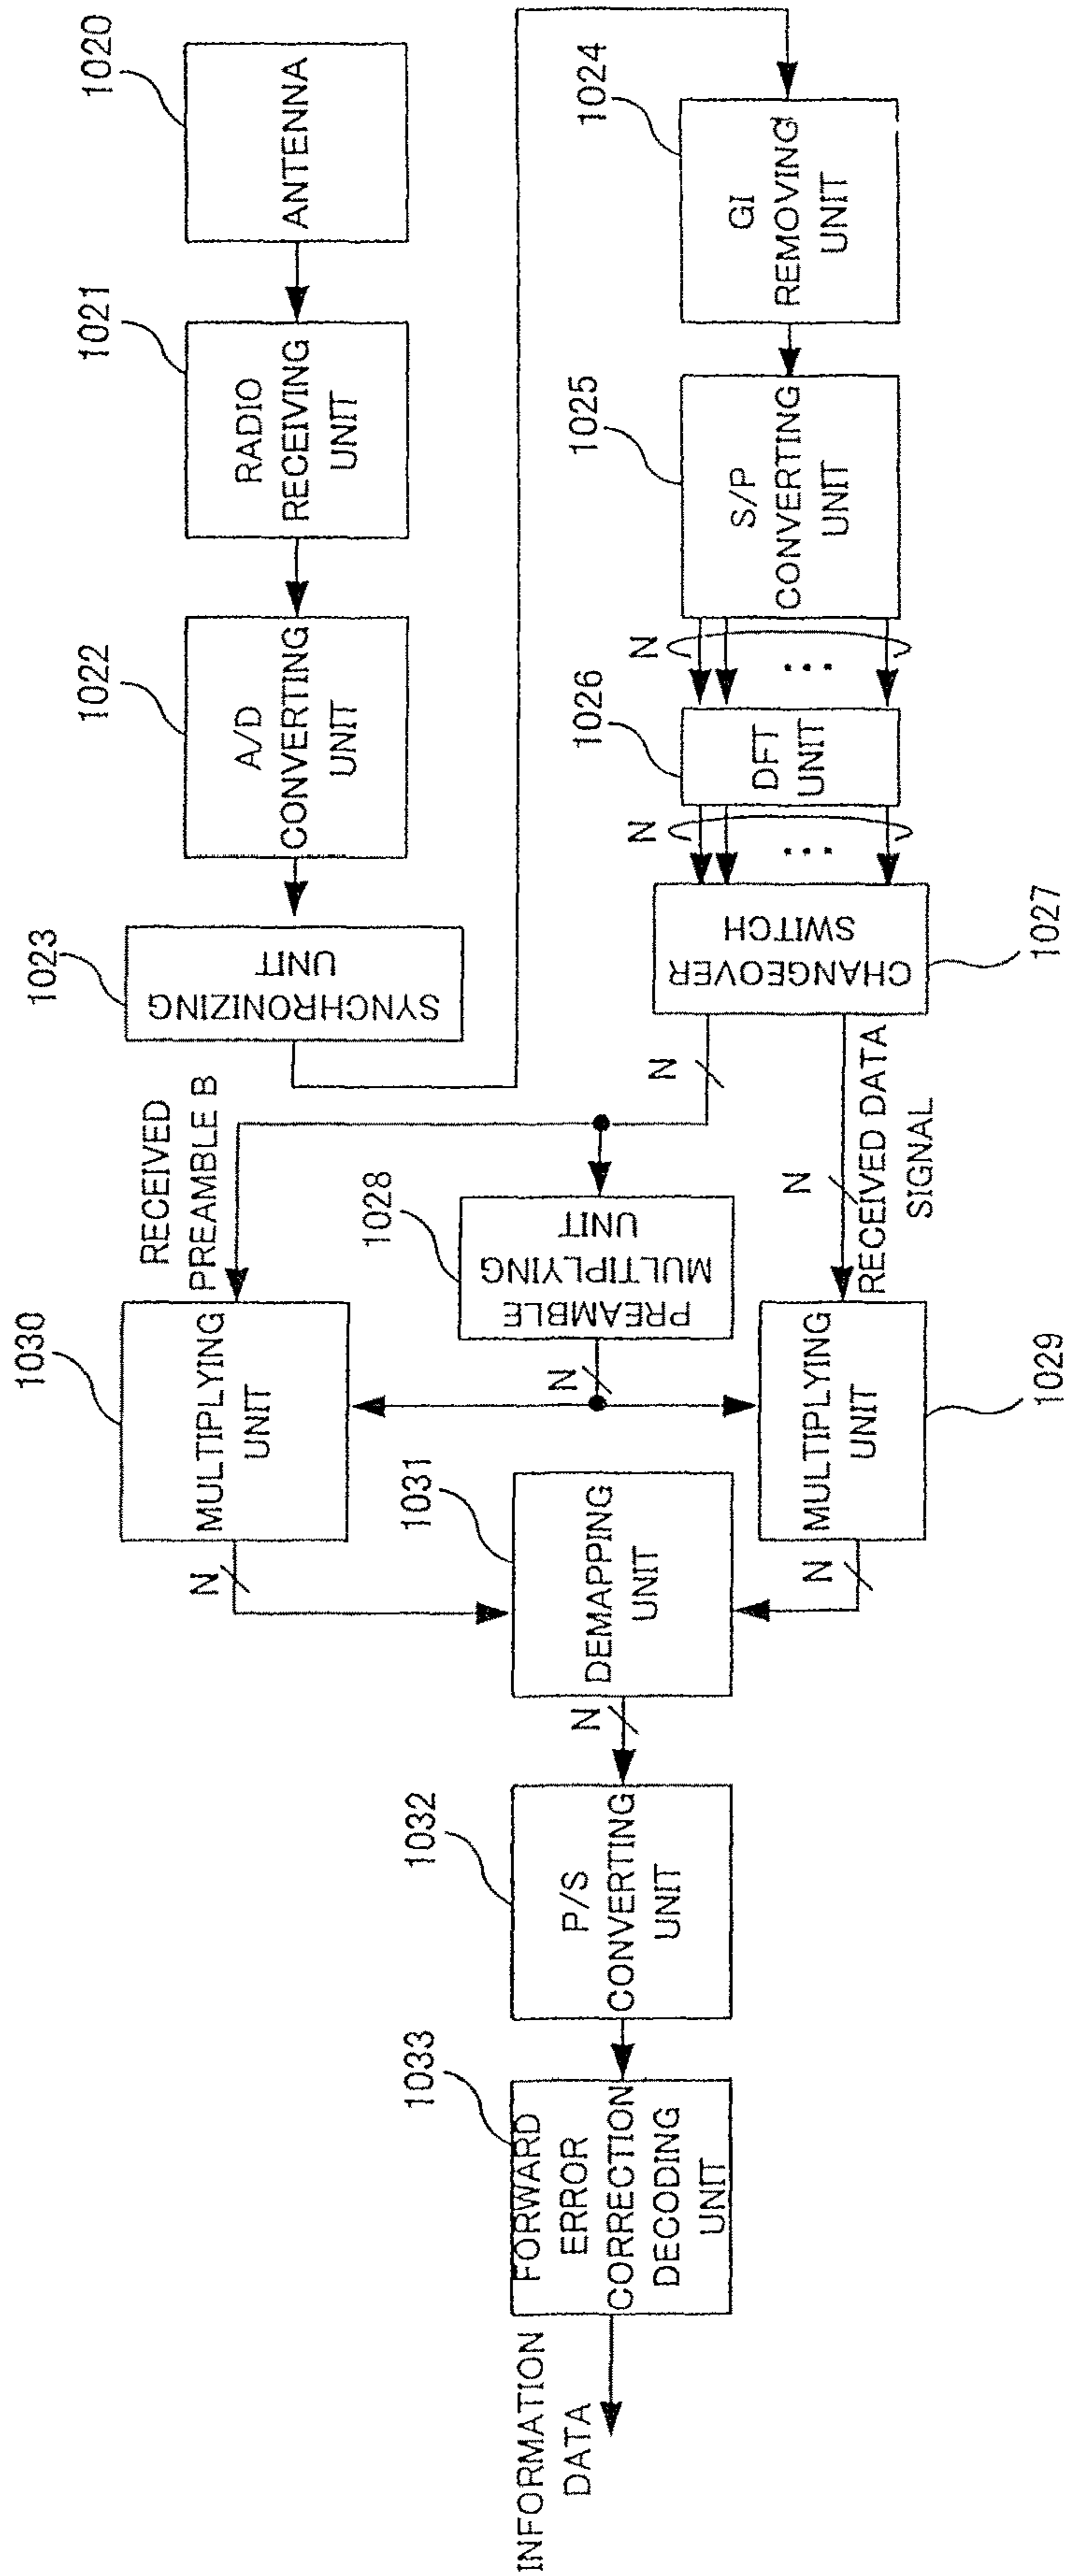 1020
ANTENNA
1021
RADIO
RECEIVING
UNIT
1022
A/D
CONVERTING
UNIT
1023
SYNCHRONIZING
UNIT
1024
GI
REMOVING
UNIT
1025
S/P
CONVERTING
UNIT
N
...
1026
DFT
UNIT
N
...
1027
CHANGEOVER
SWITCH
N
RECEIVED
PREAMBLE B
N
RECEIVED DATA
SIGNAL
1028
PREAMBLE
MULTIPLYING
UNIT
N
1030
MULTIPLYING
UNIT
N
1029
MULTIPLYING
UNIT
N
1031
DEMAPPING
UNIT
N
1032
P/S
CONVERTING
UNIT
1033
FORWARD
ERROR
CORRECTION
DECODING
UNIT
INFORMATION
DATA